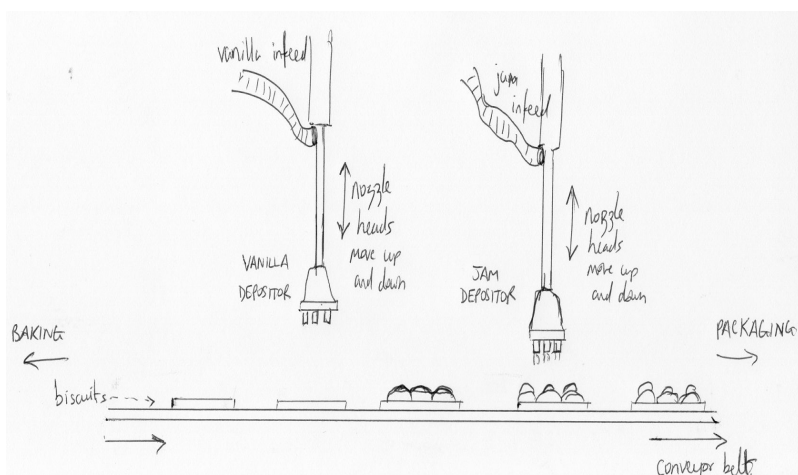 vanilla infeed
jam
infeed
nozzle
heads
move up
and down
nozzle
heads
move up
and down
VANILLA
DEPOSITOR
JAM
DEPOSITOR
BAKING
PACKAGING
biscuits
conveyor belt